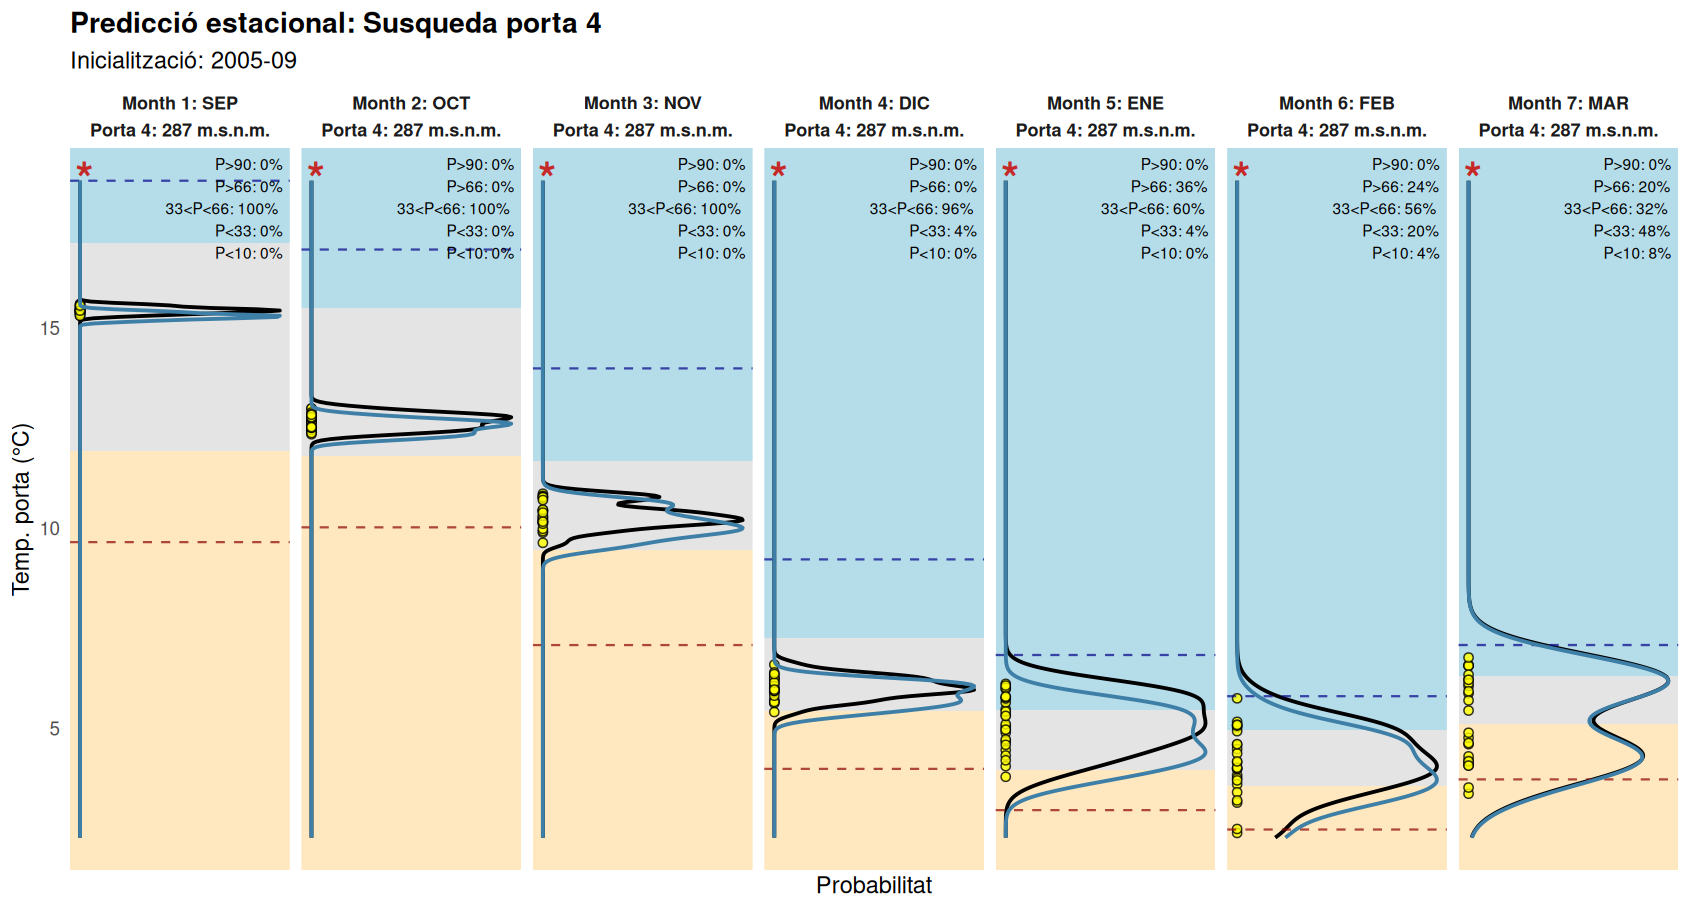 Predicció estacional: Susqueda porta 4
Inicialització: 2005-09
Month 1: SEP
Porta 4: 287 m.s.n.m.
Month 2: OCT
Porta 4: 287 m.s.n.m.
Month 3: NOV
Porta 4: 287 m.s.n.m.
Month 4: DIC
Porta 4: 287 m.s.n.m.
Month 5: ENE
Porta 4: 287 m.s.n.m.
Month 6: FEB
Porta 4: 287 m.s.n.m.
Month 7: MAR
Porta 4: 287 m.s.n.m.
*
P>90: 0%
P>66: 0%
33<P<66: 100%
P<33: 0%
P<10: 0%
*
P>90: 0%
P>66: 0%
33<P<66: 100%
P<33: 0%
P<10: 0%
*
P>90: 0%
P>66: 0%
33<P<66: 100%
P<33: 0%
P<10: 0%
*
P>90: 0%
P>66: 0%
33<P<66: 96%
P<33: 4%
P<10: 0%
*
P>90: 0%
P>66: 36%
33<P<66: 60%
P<33: 4%
P<10: 0%
*
P>90: 0%
P>66: 24%
33<P<66: 56%
P<33: 20%
P<10: 4%
*
P>90: 0%
P>66: 20%
33<P<66: 32%
P<33: 48%
P<10: 8%
15
10
5
Temp. porta (°C)
Probabilitat